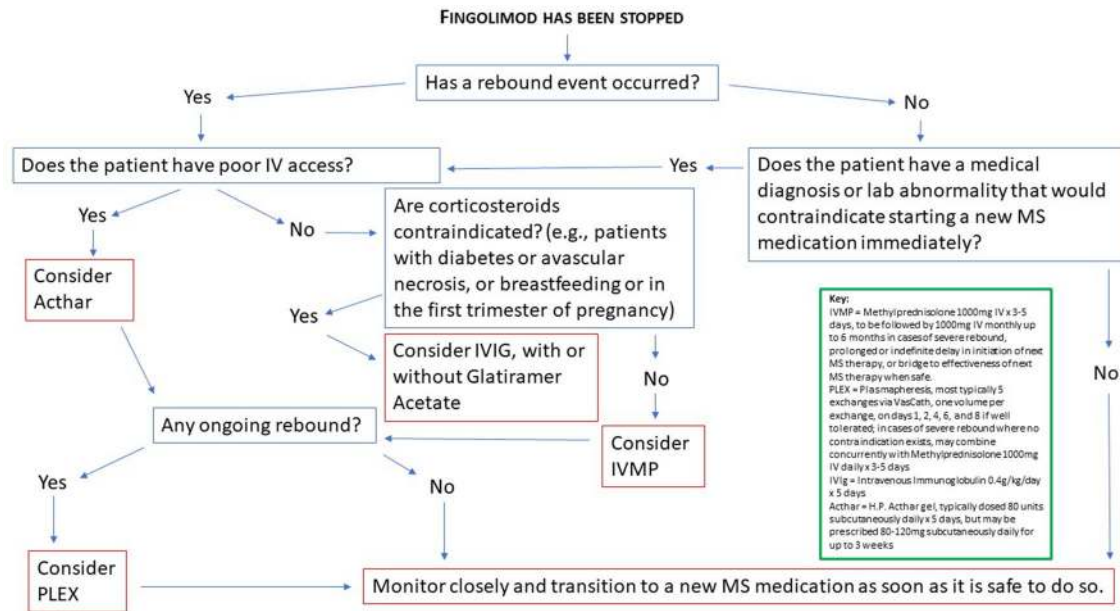 FINGOLIMOD HAS BEEN STOPPED
Has a rebound event occurred?
Yes
No
Does the patient have poor IV access?
Yes
Does the patient have a medical
diagnosis or lab abnormality that would
contraindicate starting a new MS
medication immediately?
Yes
No
Are corticosteroids
contraindicated? (e.g., patients
with diabetes or avascular
necrosis, or breastfeeding or in
the first trimester of pregnancy)
Consider
Acthar
Yes
No
Consider IVIG, with or
without Glatiramer
Acetate
Key:
IVMP = Methylprednisolone 1000mg IV x 3-5
days, to be followed by 1000mg IV monthly up
to 6 months in cases of severe rebound,
prolonged or indefinite delay in initiation of next
MS therapy, or bridge to effectiveness of next
MS therapy when safe.
PLEX = Plasmapheresis, most typically 5
exchanges via VasCath, one volume per
exchange, on days 1, 2, 4, 6, and 8 if well
tolerated; in cases of severe rebound where no
contraindication exists, may combine
concurrently with Methylprednisolone 1000mg
IV daily x 3-5 days
IVIg = Intravenous Immunoglobulin 0.4g/kg/day
x 5 days
Acthar = H.P. Acthar gel, typically dosed 80 units
subcutaneously daily x 5 days, but may be
prescribed 80-120mg subcutaneously daily for
up to 3 weeks
No
Any ongoing rebound?
Consider
IVMP
Yes
No
Consider
PLEX
Monitor closely and transition to a new MS medication as soon as it is safe to do so.